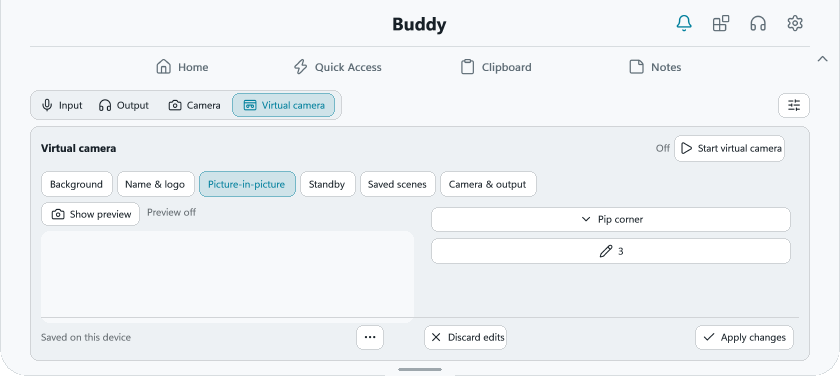 Buddy
Home Quick Access Clipboard Notes
Input Output Camera Virtual camera
Virtual camera Off Start virtual camera
Background Name & logo Picture-in-picture Standby Saved scenes Camera & output
Show preview Preview off Pip corner
3
Saved on this device ... Discard edits Apply changes